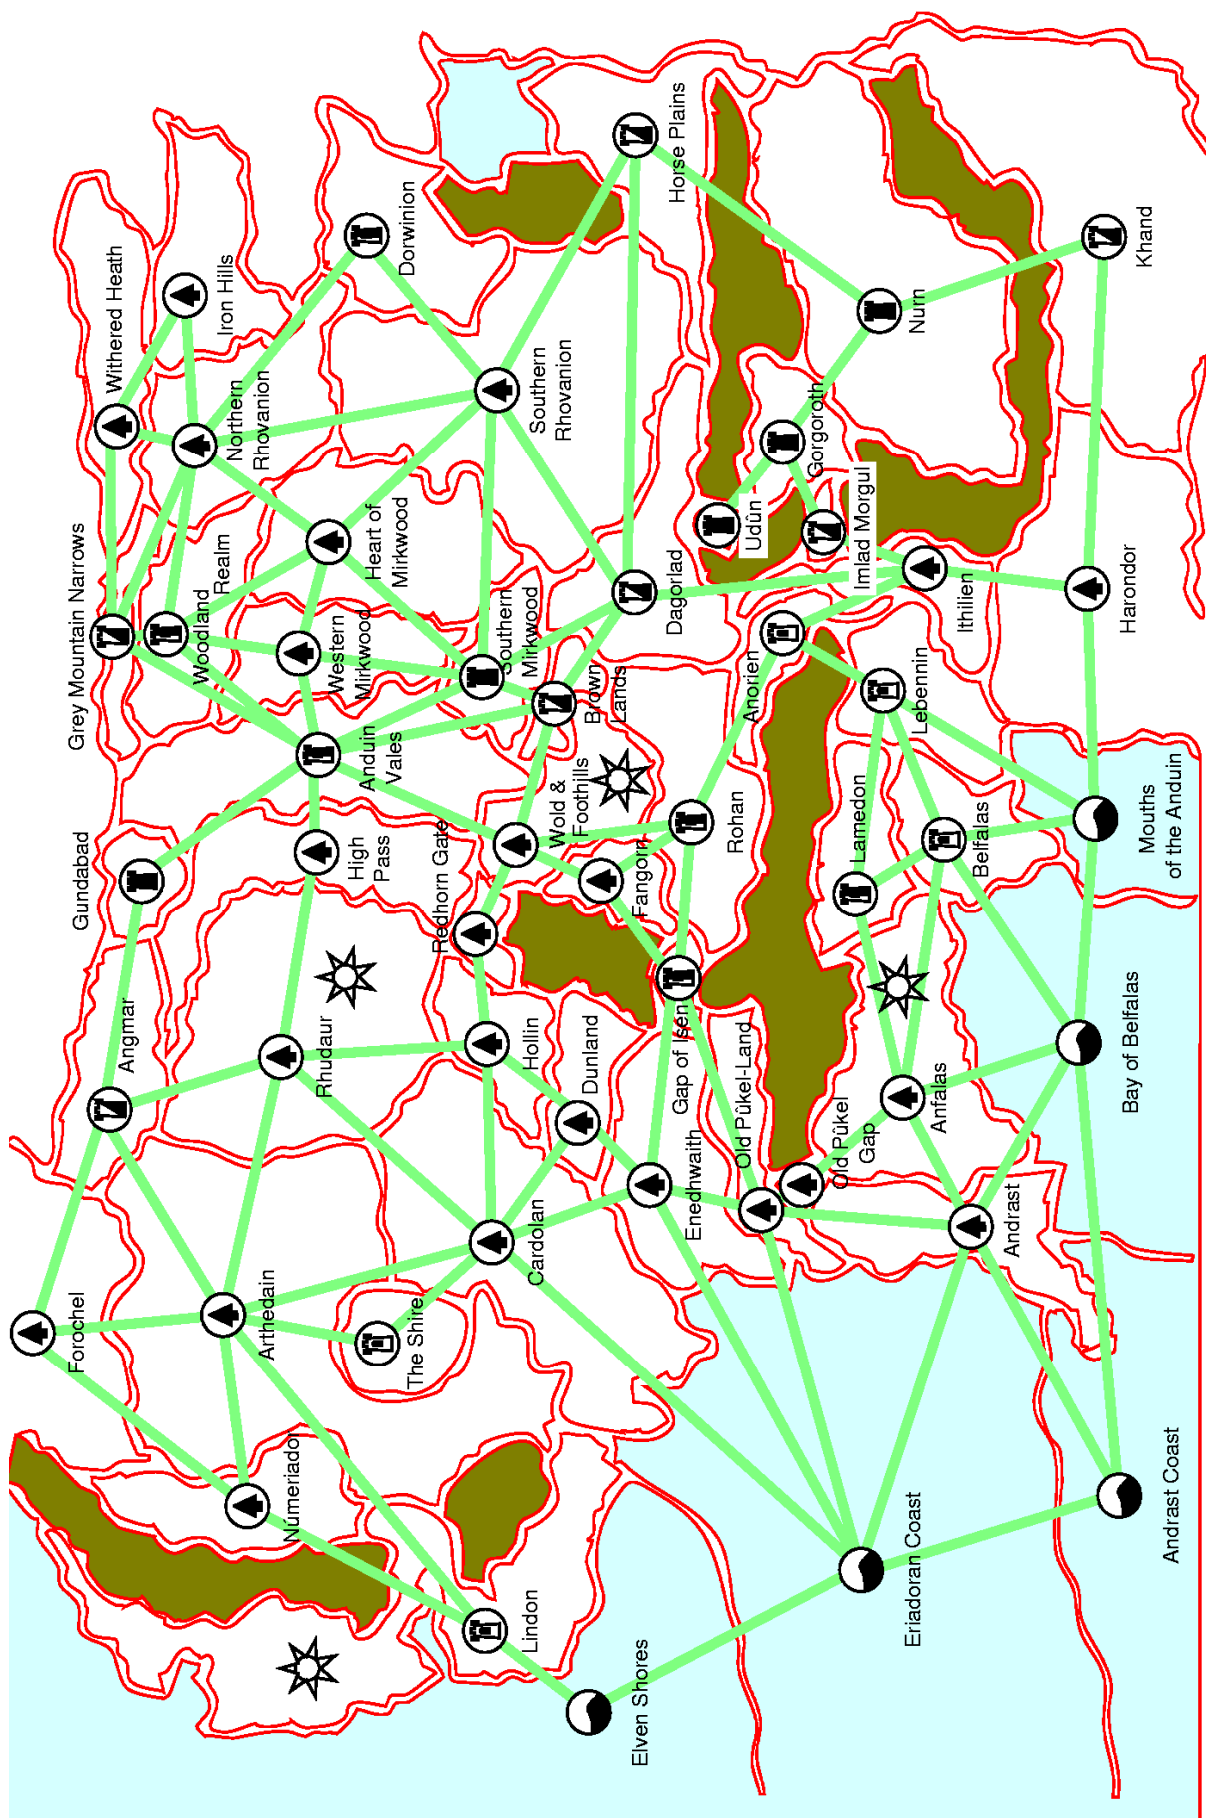 Forochel
Angmar
Gundabad
Grey Mountain Narrows
Withered Heath
Iron Hills
Northern
Rhovanion
Woodland
Realm
Dorwinion
Númeriador
Arthedain
Rhudaur
High
Pass
Anduin
Vales
Western
Mirkwood
Heart of
Mirkwood
The Shire
Lindon
Cardolan
Hollin
Redhorn Gate
Southern
Mirkwood
Southern
Rhovanion
Elven Shores
Dunland
Wold &
Foothills
Brown
Lands
Fangorn
Dagorlad
Horse Plains
Enedhwaith
Gap of Isen
Rohan
Old Pûkel-Land
Anorien
Udûn
Gorgoroth
Old Pûkel
Gap
Imlad Morgul
Nurn
Eriadoran Coast
Lamedon
Lebennin
Anfalas
Belfalas
Ithilien
Andrast
Andrast Coast
Bay of Belfalas
Mouths
of the Anduin
Harondor
Khand